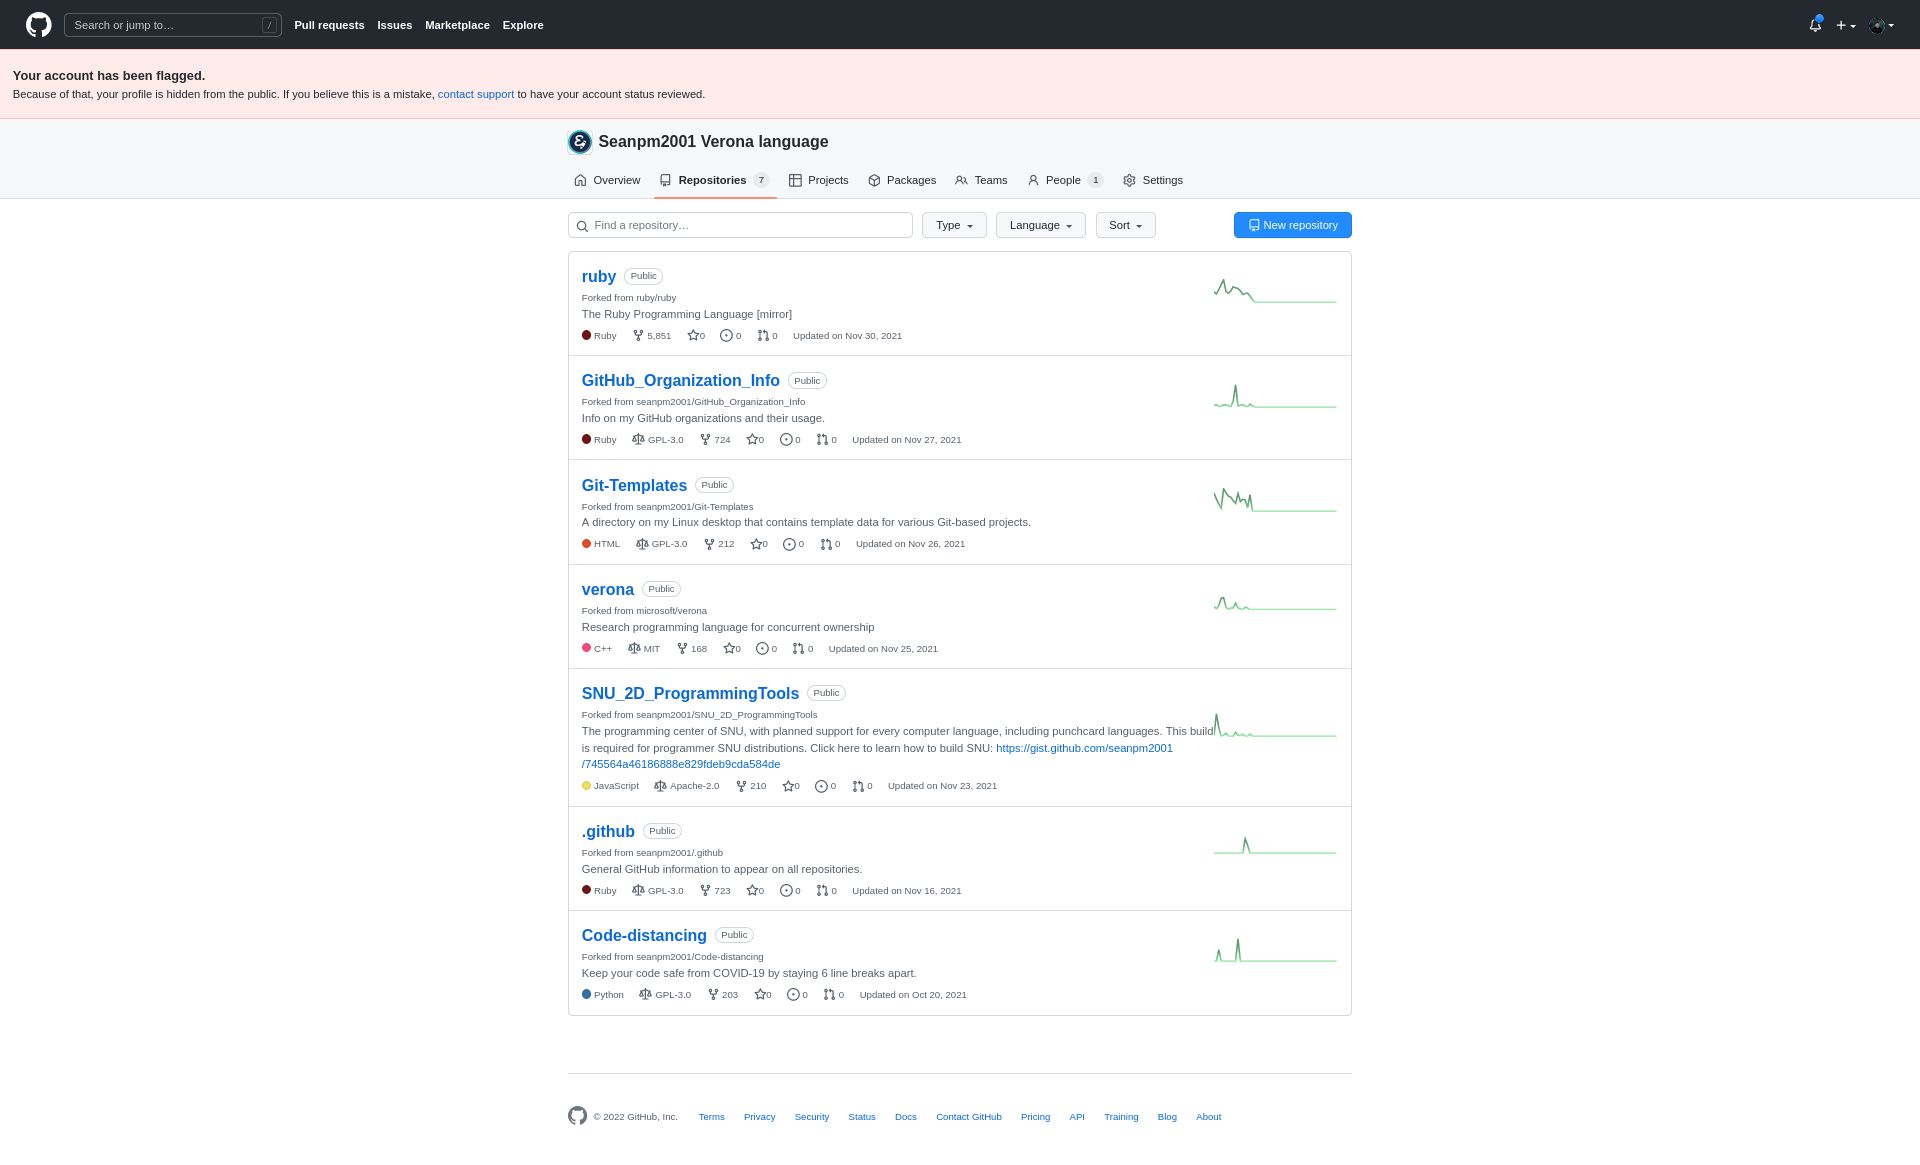 Search or jump to… / Pull requests Issues Marketplace Explore
Your account has been flagged.
Because of that, your profile is hidden from the public. If you believe this is a mistake, contact support to have your account status reviewed.
Seanpm2001 Verona language
Overview Repositories 7 Projects Packages Teams People 1 Settings
Find a repository… Type Language Sort New repository
ruby Public
Forked from ruby/ruby
The Ruby Programming Language [mirror]
Ruby 5,851 0 0 0 Updated on Nov 30, 2021
GitHub_Organization_Info Public
Forked from seanpm2001/GitHub_Organization_Info
Info on my GitHub organizations and their usage.
Ruby GPL-3.0 724 0 0 0 Updated on Nov 27, 2021
Git-Templates Public
Forked from seanpm2001/Git-Templates
A directory on my Linux desktop that contains template data for various Git-based projects.
HTML GPL-3.0 212 0 0 0 Updated on Nov 26, 2021
verona Public
Forked from microsoft/verona
Research programming language for concurrent ownership
C++ MIT 168 0 0 0 Updated on Nov 25, 2021
SNU_2D_ProgrammingTools Public
Forked from seanpm2001/SNU_2D_ProgrammingTools
The programming center of SNU, with planned support for every computer language, including punchcard languages. This build
is required for programmer SNU distributions. Click here to learn how to build SNU: https://gist.github.com/seanpm2001
/745564a46186888e829fdeb9cda584de
JavaScript Apache-2.0 210 0 0 0 Updated on Nov 23, 2021
.github Public
Forked from seanpm2001/.github
General GitHub information to appear on all repositories.
Ruby GPL-3.0 723 0 0 0 Updated on Nov 16, 2021
Code-distancing Public
Forked from seanpm2001/Code-distancing
Keep your code safe from COVID-19 by staying 6 line breaks apart.
Python GPL-3.0 203 0 0 0 Updated on Oct 20, 2021
© 2022 GitHub, Inc. Terms Privacy Security Status Docs Contact GitHub Pricing API Training Blog About